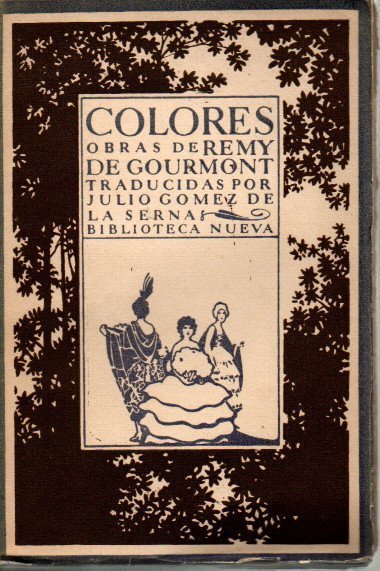 COLORES
OBRAS DE REMY
DE GOURMONT
TRADUCIDAS POR
JULIO GOMEZ DE
LA SERNA
BIBLIOTECA NUEVA